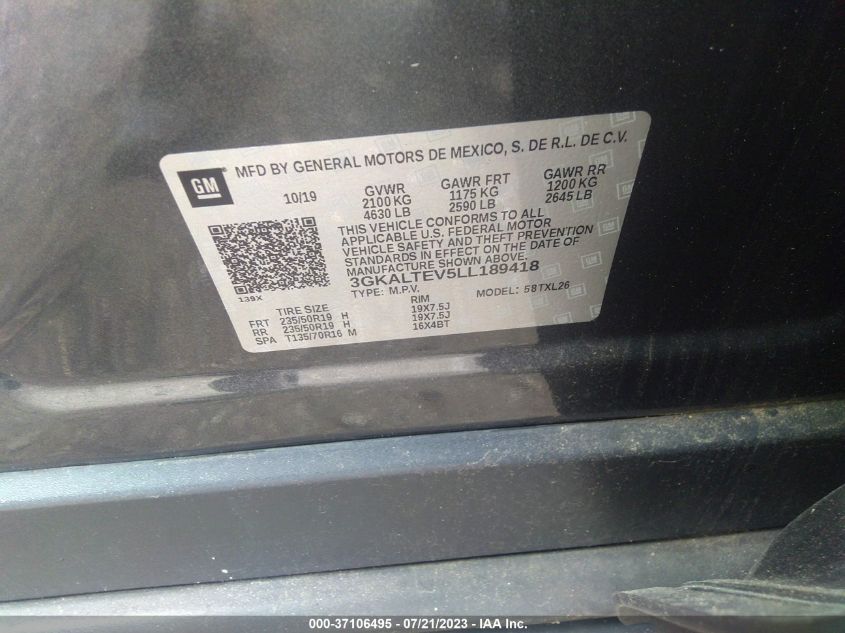 MFD BY GENERAL MOTORS DE MEXICO, S. DE R.L. DE C.V.
GM
10/19 GVWR GAWR FRT GAWR RR
2100 KG 1175 KG 1200 KG
4630 LB 2590 LB 2645 LB
THIS VEHICLE CONFORMS TO ALL
APPLICABLE U.S. FEDERAL MOTOR
VEHICLE SAFETY AND THEFT PREVENTION
STANDARDS IN EFFECT ON THE DATE OF
MANUFACTURE SHOWN ABOVE.
3GKALTEV5LL189418
139X
TYPE: M.P.V. MODEL: 58TXL26
TIRE SIZE RIM
FRT 235/50R19 H 19X7.5J
RR 235/50R19 H 19X7.5J
SPA T135/70R16 M 16X4BT
000-37106495 - 07/21/2023 - IAA Inc.